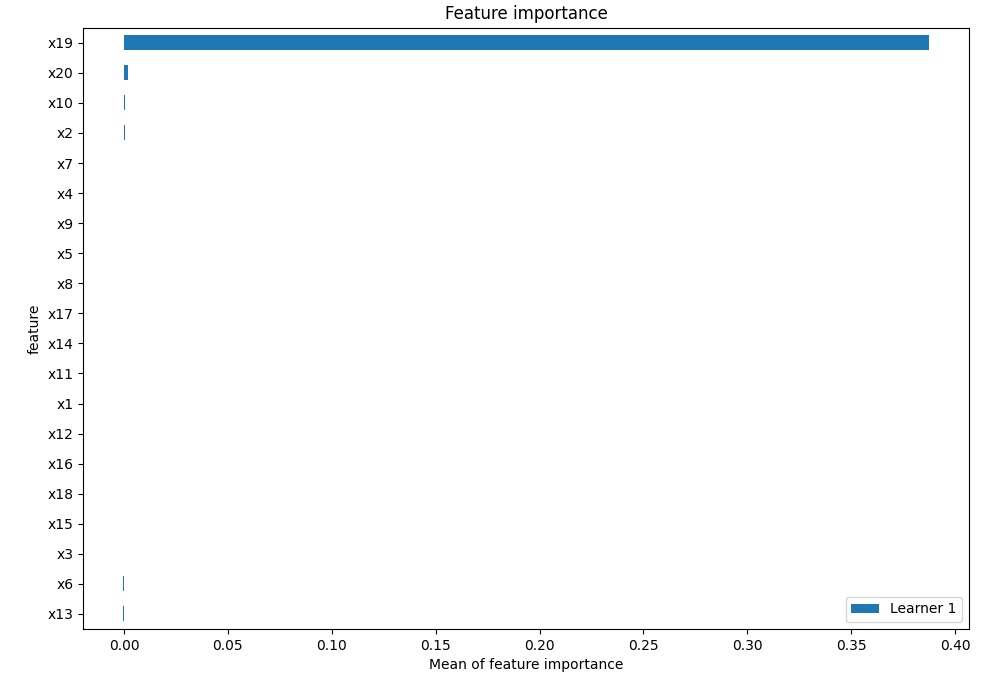 Feature importance
x19
x20
x10
x2
x7
x4
x9
x5
x8
x17
x14
x11
x1
x12
x16
x18
x15
x3
x6
x13
feature
Learner 1
0.00 0.05 0.10 0.15 0.20 0.25 0.30 0.35 0.40
Mean of feature importance